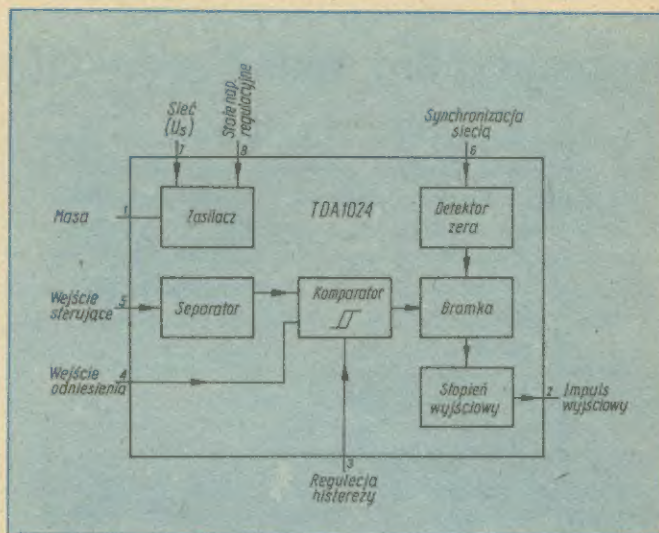 Sieć
(Us)
7
Stałe nap.
regulacyjne
8
Synchronizacja
siecią
6
Masa
1
Zasilacz
TDA1024
Detektor
zera
Wejście
sterujące
5
Separator
Komparator
Bramka
Wejście
odniesienia
4
Stopień
wyjściowy
2
Impuls
wyjściowy
3
Regulacja
histerezy